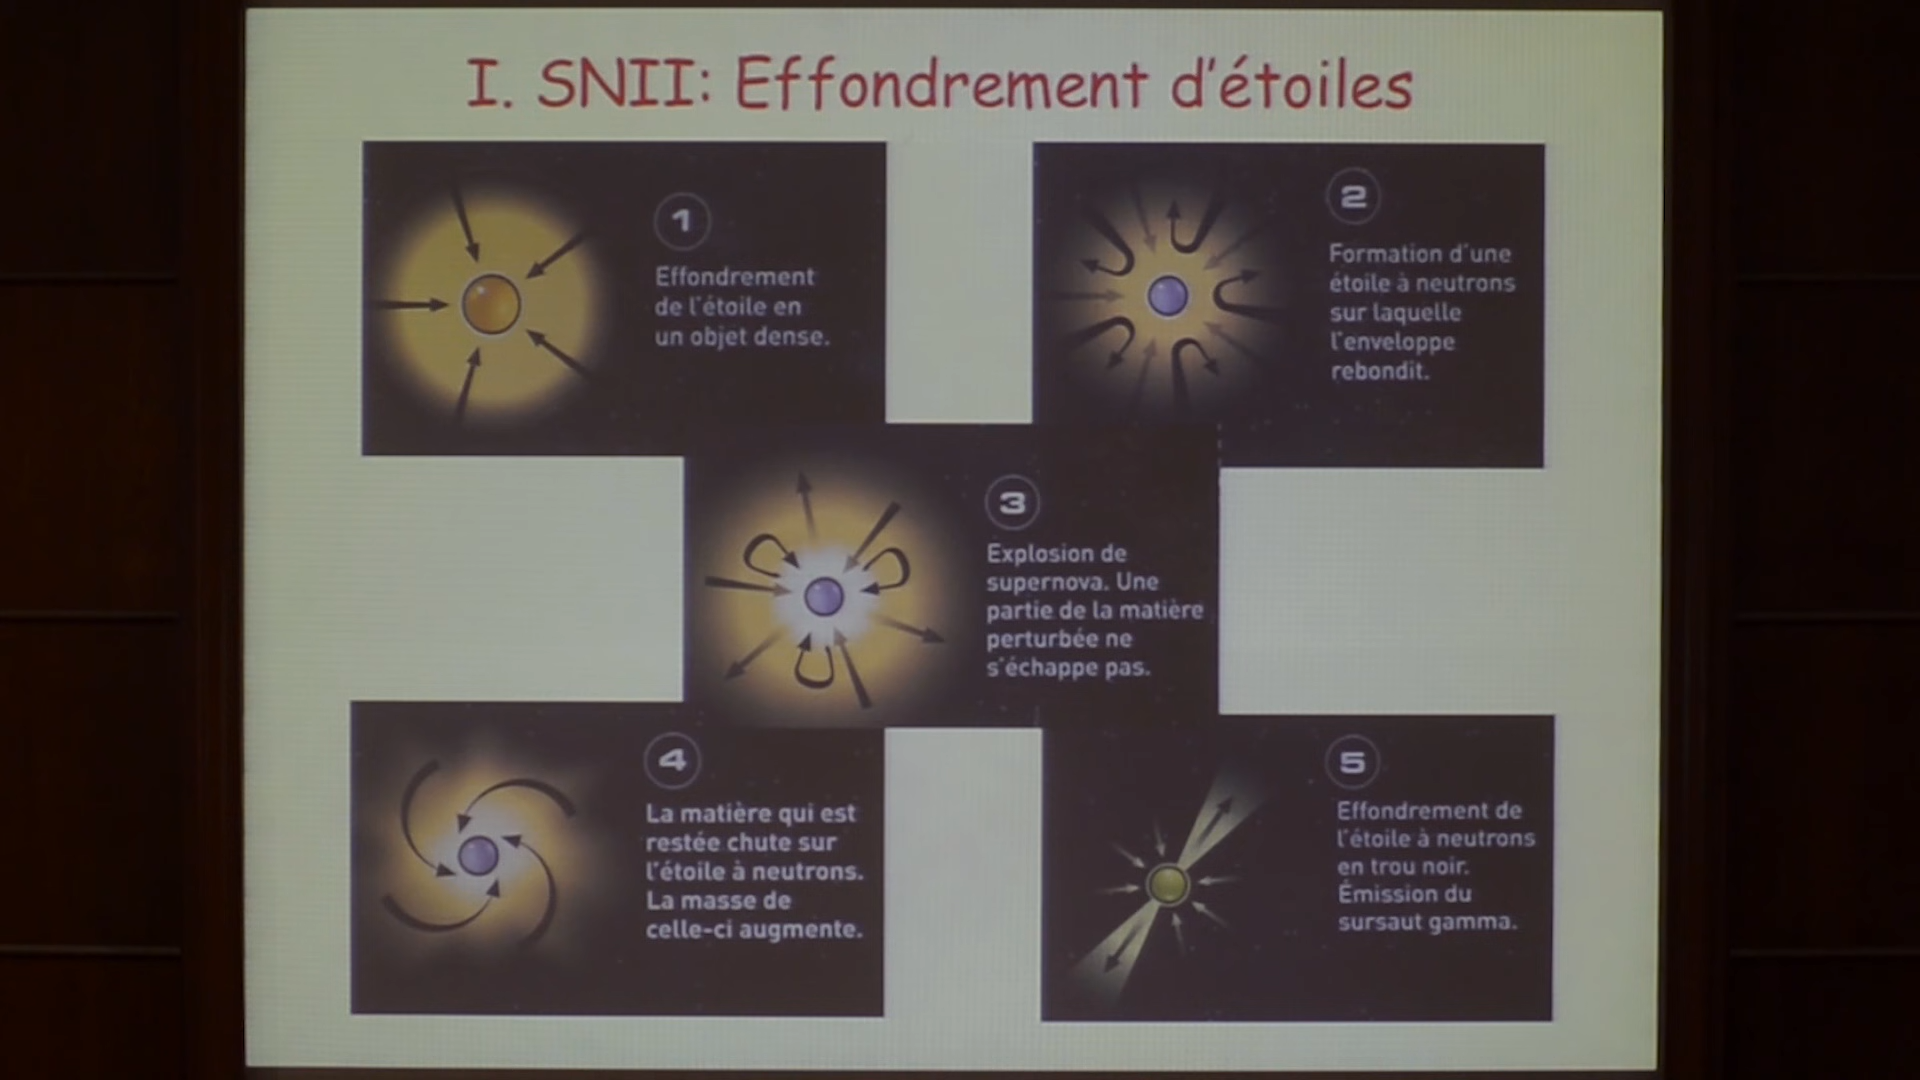 I. SNII: Effondrement d'étoiles
1
Effondrement
de l'étoile en
un objet dense.
2
Formation d'une
étoile à neutrons
sur laquelle
l'enveloppe
rebondit.
3
Explosion de
supernova. Une
partie de la matière
perturbée ne
s'échappe pas.
4
La matière qui est
restée chute sur
l'étoile à neutrons.
La masse de
celle-ci augmente.
5
Effondrement de
l'étoile à neutrons
en trou noir.
Émission du
sursaut gamma.